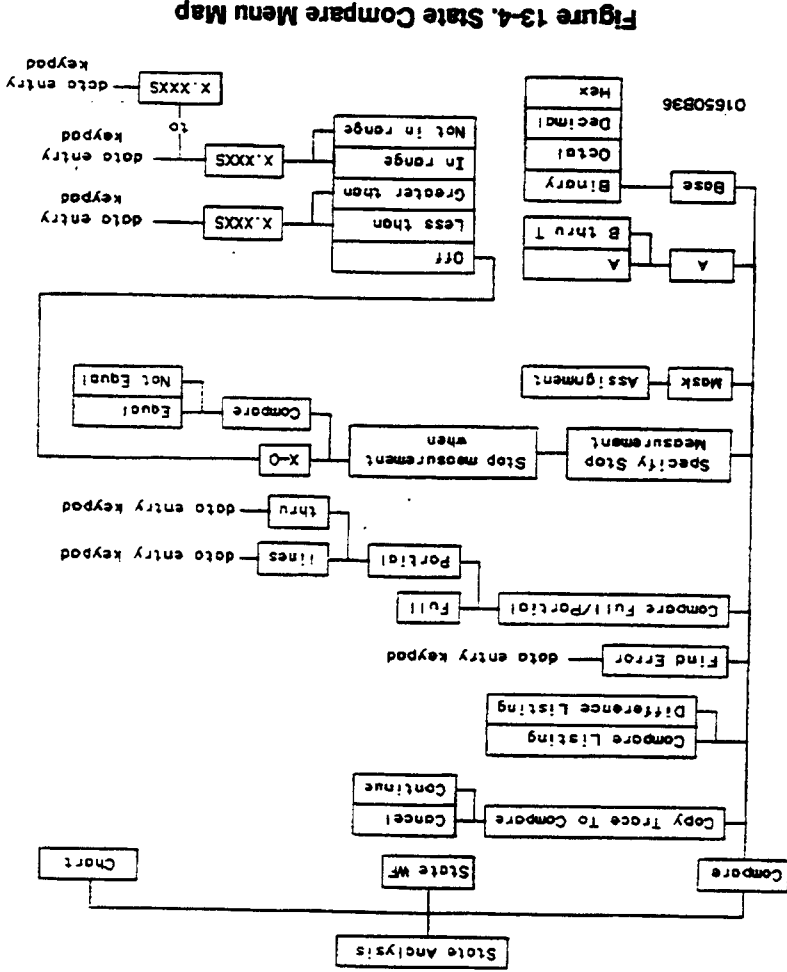 State Analysis
Compare
State WF
Chart
Copy Trace To Compare
Cancel
Continue
Compare Listing
Difference Listing
Find Error
data entry keypad
Compare Full/Partial
Full
Partial
lines
data entry keypad
thru
data entry keypad
Specify Stop
Measurement
Stop measurement
when
X-O
Compare
Equal
Not Equal
Mask
Assignment
A
A
B thru T
Base
Binary
Octal
Decimal
Hex
Off
Less than
Greater than
In range
Not in range
X.XXXS
data entry
keypad
X.XXXS
data entry
keypad
to
X.XXXS
data entry
keypad
01650B36
Figure 13-4. State Compare Menu Map